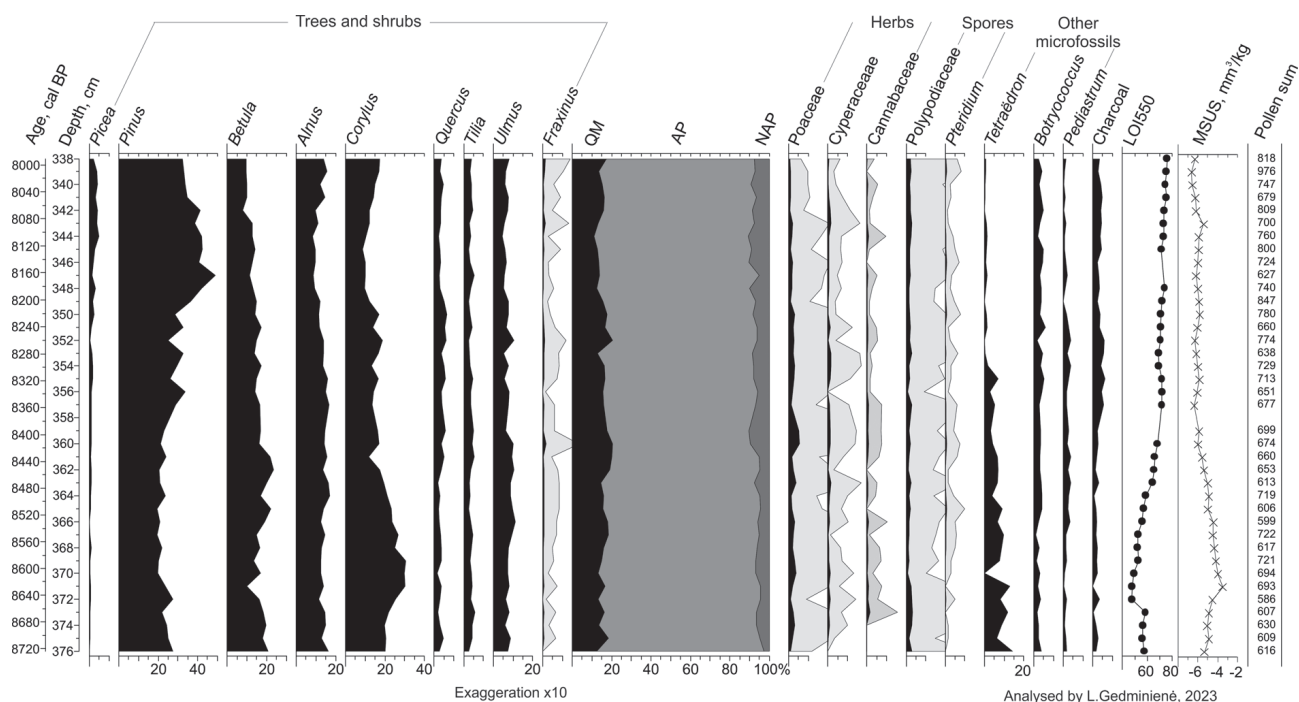 Trees and shrubs
Herbs
Spores
Other
microfossils
Age, cal BP
Depth, cm
Picea
Pinus
Betula
Alnus
Corylus
Quercus
Tilia
Ulmus
Fraxinus
QM
AP
NAP
Poaceae
Cyperaceaae
Cannabaceae
Polypodiaceae
Pteridium
Tetraëdron
Botryococcus
Pediastrum
Charcoal
LOI550
MSUS, mm³/kg
Pollen sum
8000
8040
8080
8120
8160
8200
8240
8280
8320
8360
8400
8440
8480
8520
8560
8600
8640
8680
8720
338
340
342
344
346
348
350
352
354
356
358
360
362
364
366
368
370
372
374
376
818
976
747
679
809
700
760
800
724
627
740
847
780
660
774
638
729
713
651
677
699
674
660
653
613
719
606
599
722
617
721
694
693
586
607
630
609
616
20 40 20 20 20 40 20 20 40 60 80 100% 20 60 80 -6 -4 -2
Exaggeration x10
Analysed by L.Gedminienė, 2023